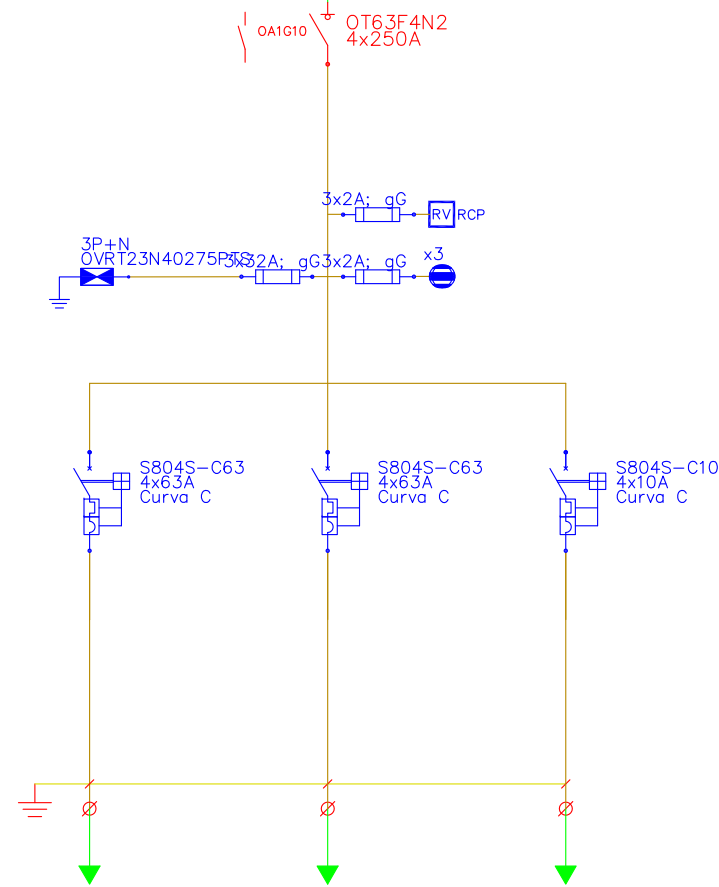 OA1G10
OT63F4N2
4x250A
3x2A; gG
RV
RCP
3P+N
OVRT23N40275PTS
3x32A; gG
3x2A; gG
x3
S804S-C63
4x63A
Curva C
S804S-C63
4x63A
Curva C
S804S-C10
4x10A
Curva C